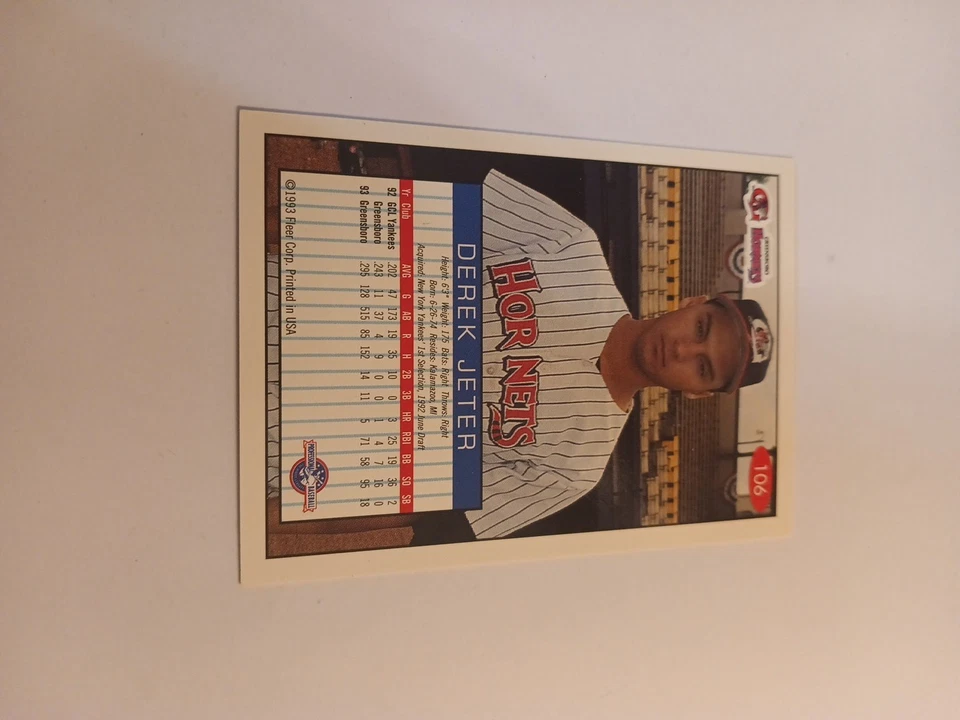 106
HORNETS
DEREK JETER
Height: 6'3" Weight: 175 Bats: Right Throws: Right
Born: 6-26-74 Resides: Kalamazoo, MI
Acquired: New York Yankees' 1st Selection, 1992 June Draft
Yr Club AVG G AB R H 2B 3B HR RBI BB SO SB
92 GCL Yankees .202 47 173 19 35 10 0 3 25 19 36 2
Greensboro .243 11 37 4 9 0 0 1 4 7 16 0
93 Greensboro .295 128 515 85 152 14 11 5 71 58 95 18
©1993 Fleer Corp. Printed in USA
PROFESSIONAL BASEBALL